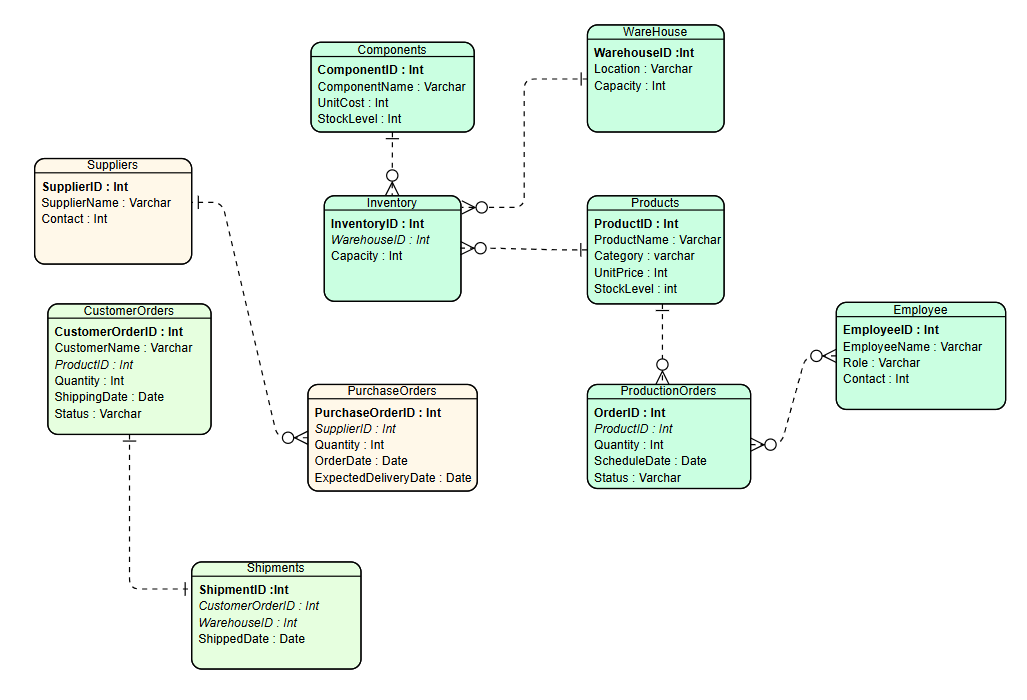 Components
ComponentID : Int
ComponentName : Varchar
UnitCost : Int
StockLevel : Int
WareHouse
WarehouseID :Int
Location : Varchar
Capacity : Int
Suppliers
SupplierID : Int
SupplierName : Varchar
Contact : Int
Inventory
InventoryID : Int
WarehouseID : Int
Capacity : Int
Products
ProductID : Int
ProductName : Varchar
Category : varchar
UnitPrice : Int
StockLevel : int
CustomerOrders
CustomerOrderID : Int
CustomerName : Varchar
ProductID : Int
Quantity : Int
ShippingDate : Date
Status : Varchar
Employee
EmployeeID : Int
EmployeeName : Varchar
Role : Varchar
Contact : Int
PurchaseOrders
PurchaseOrderID : Int
SupplierID : Int
Quantity : Int
OrderDate : Date
ExpectedDeliveryDate : Date
ProductionOrders
OrderID : Int
ProductID : Int
Quantity : Int
ScheduleDate : Date
Status : Varchar
Shipments
ShipmentID :Int
CustomerOrderID : Int
WarehouseID : Int
ShippedDate : Date